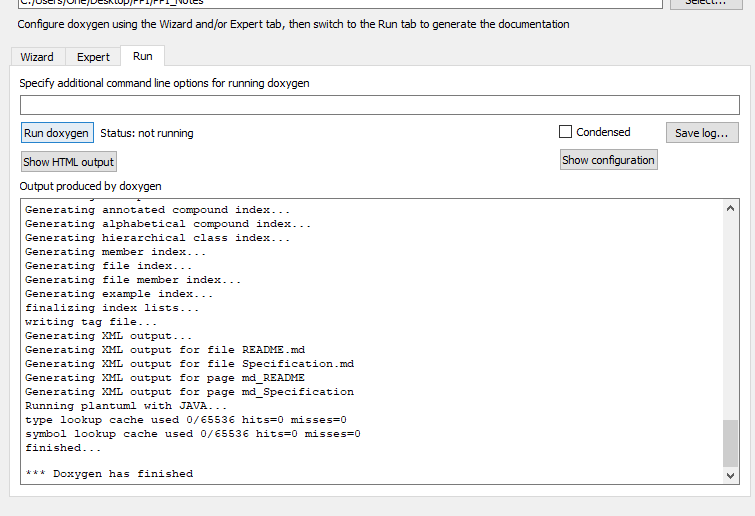 C:/Users/One/Desktop/FPI/FPI_Notes
Select...
Configure doxygen using the Wizard and/or Expert tab, then switch to the Run tab to generate the documentation
Wizard Expert Run
Specify additional command line options for running doxygen
Run doxygen Status: not running Condensed Save log...
Show HTML output Show configuration
Output produced by doxygen
Generating annotated compound index...
Generating alphabetical compound index...
Generating hierarchical class index...
Generating member index...
Generating file index...
Generating file member index...
Generating example index...
finalizing index lists...
writing tag file...
Generating XML output...
Generating XML output for file README.md
Generating XML output for file Specification.md
Generating XML output for page md_README
Generating XML output for page md_Specification
Running plantuml with JAVA...
type lookup cache used 0/65536 hits=0 misses=0
symbol lookup cache used 0/65536 hits=0 misses=0
finished...
*** Doxygen has finished